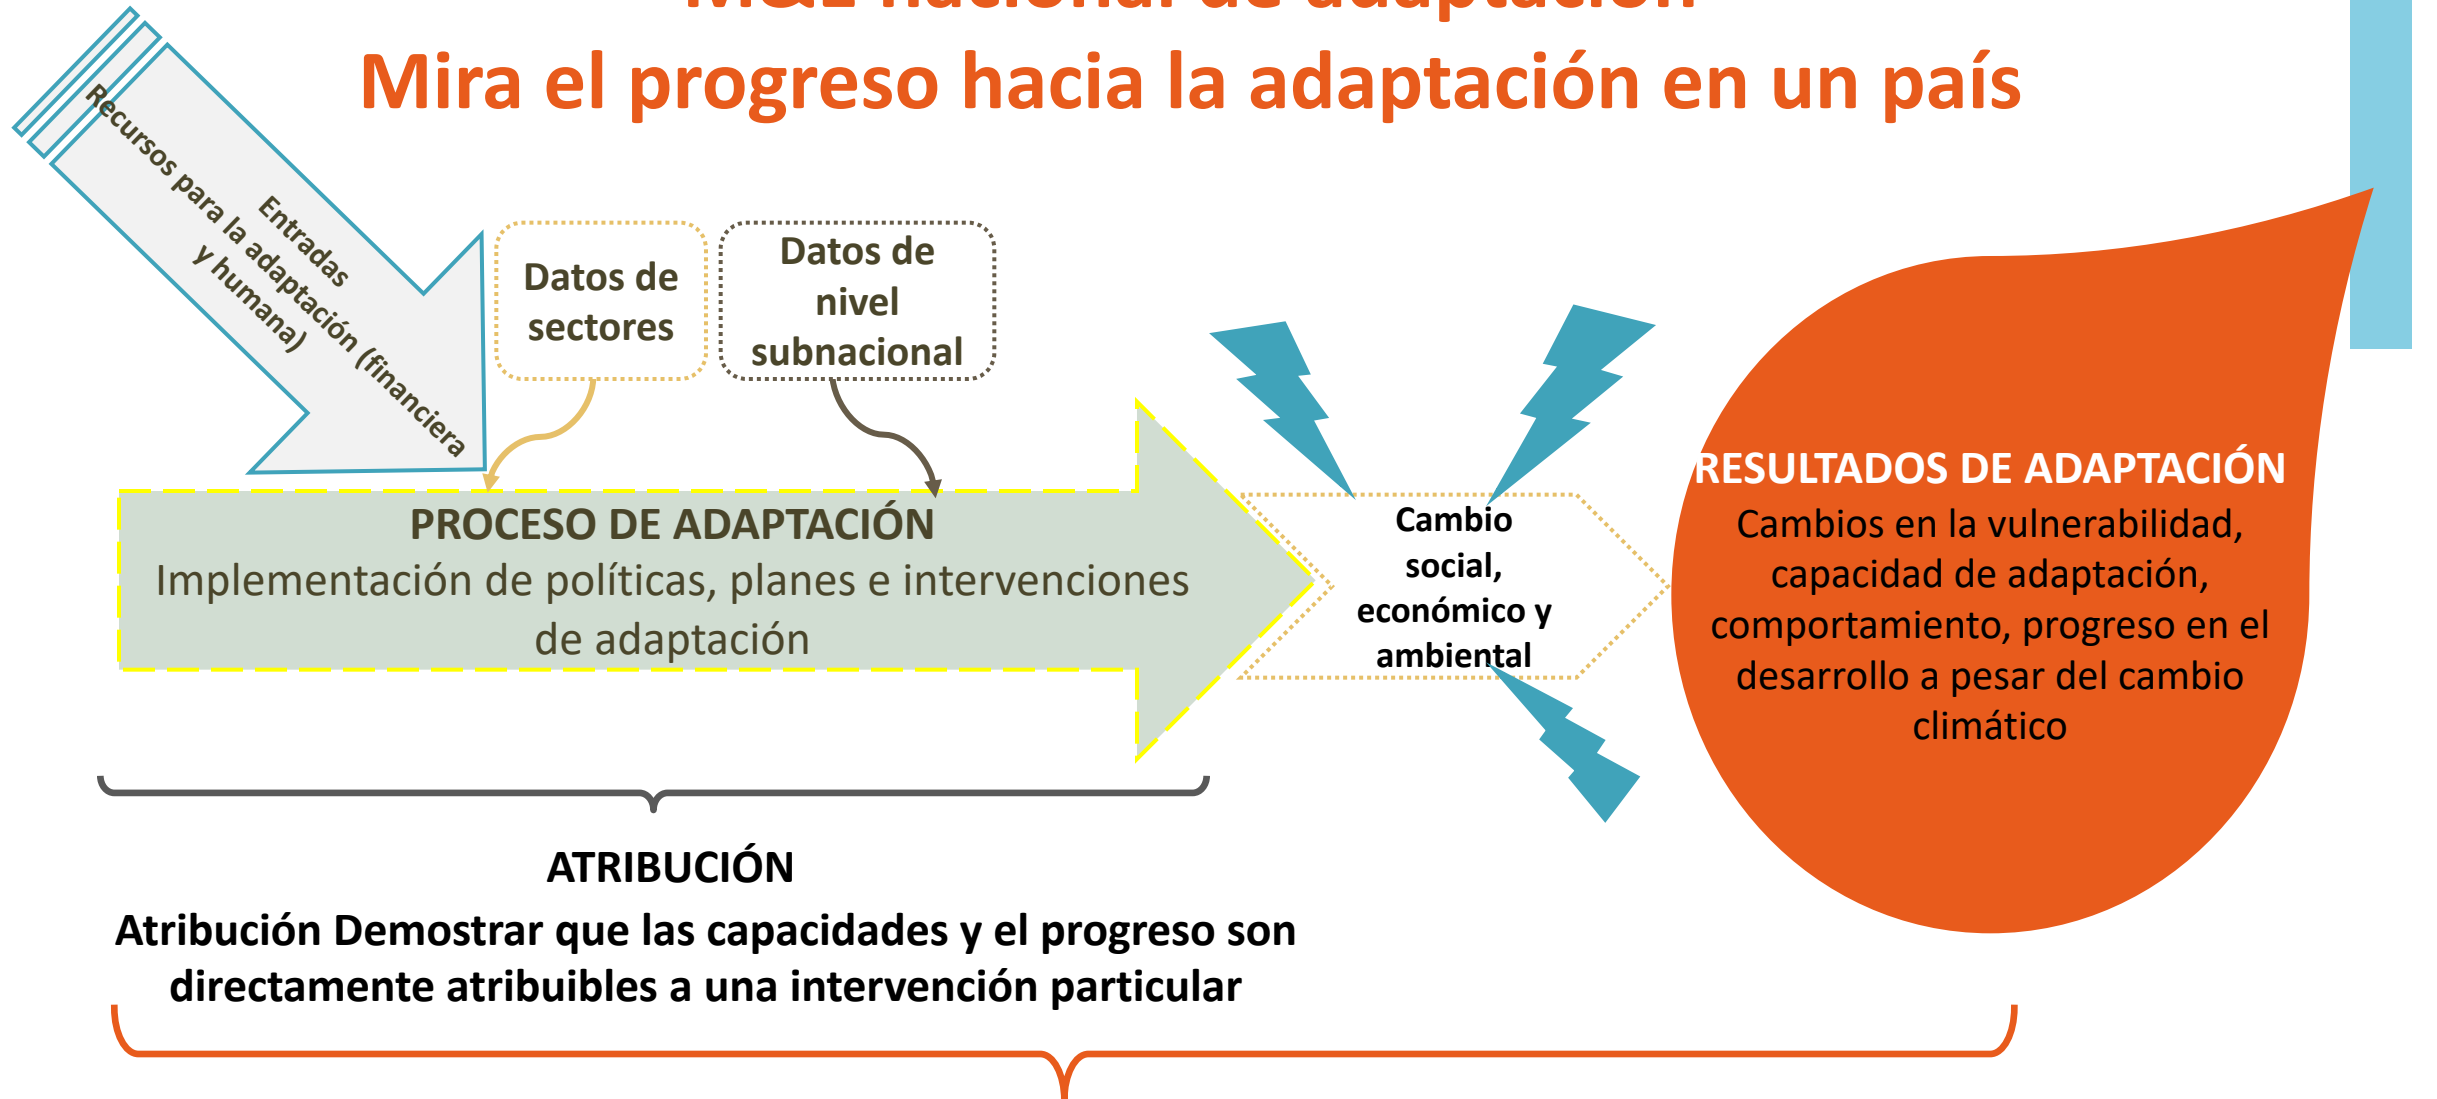 M&E nacional de adaptación
Mira el progreso hacia la adaptación en un país
Entradas
Recursos para la adaptación (financiera
y humana)
Datos de
sectores
Datos de
nivel
subnacional
PROCESO DE ADAPTACIÓN
Implementación de políticas, planes e intervenciones
de adaptación
Cambio
social,
económico y
ambiental
RESULTADOS DE ADAPTACIÓN
Cambios en la vulnerabilidad,
capacidad de adaptación,
comportamiento, progreso en el
desarrollo a pesar del cambio
climático
ATRIBUCIÓN
Atribución Demostrar que las capacidades y el progreso son
directamente atribuibles a una intervención particular